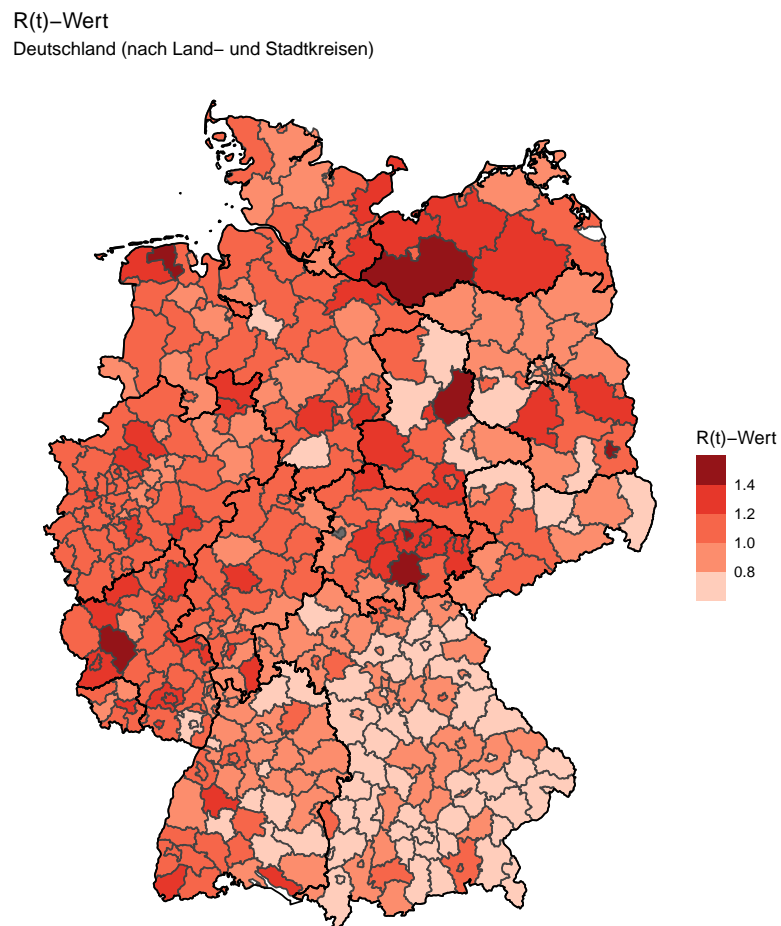 R(t)−Wert
Deutschland (nach Land− und Stadtkreisen)
R(t)−Wert
1.4
1.2
1.0
0.8